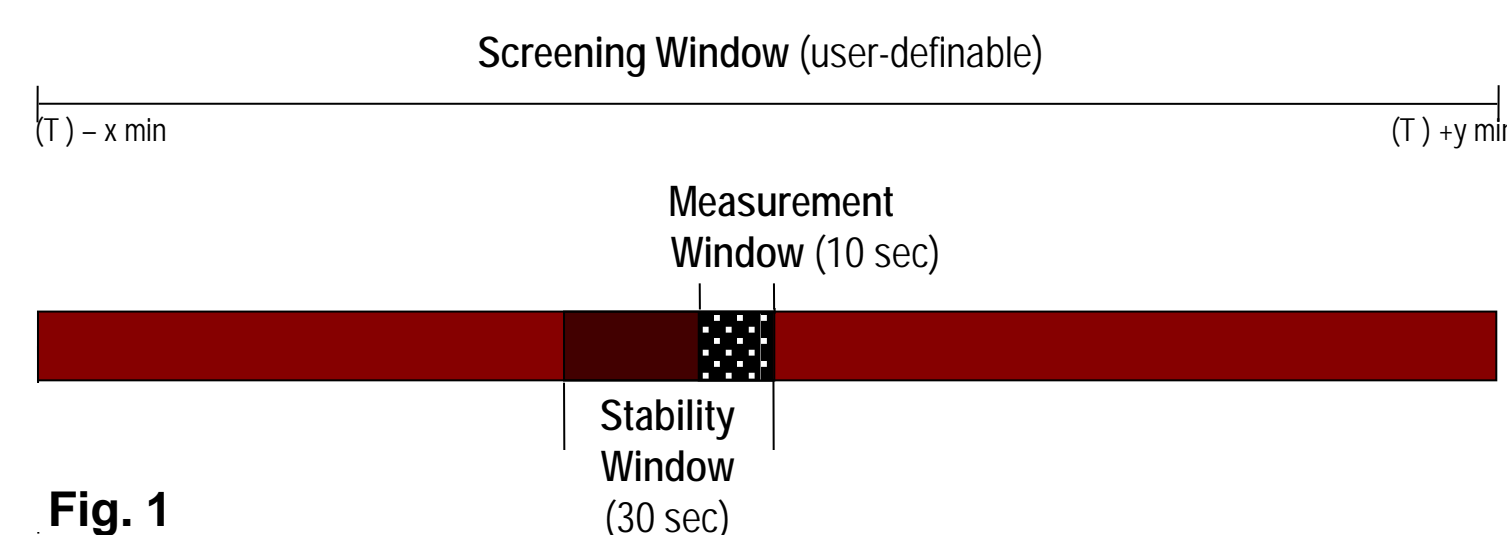 Screening Window (user-definable)
(T ) – x min
(T ) +y min
Measurement
Window (10 sec)
Stability
Window
(30 sec)
Fig. 1